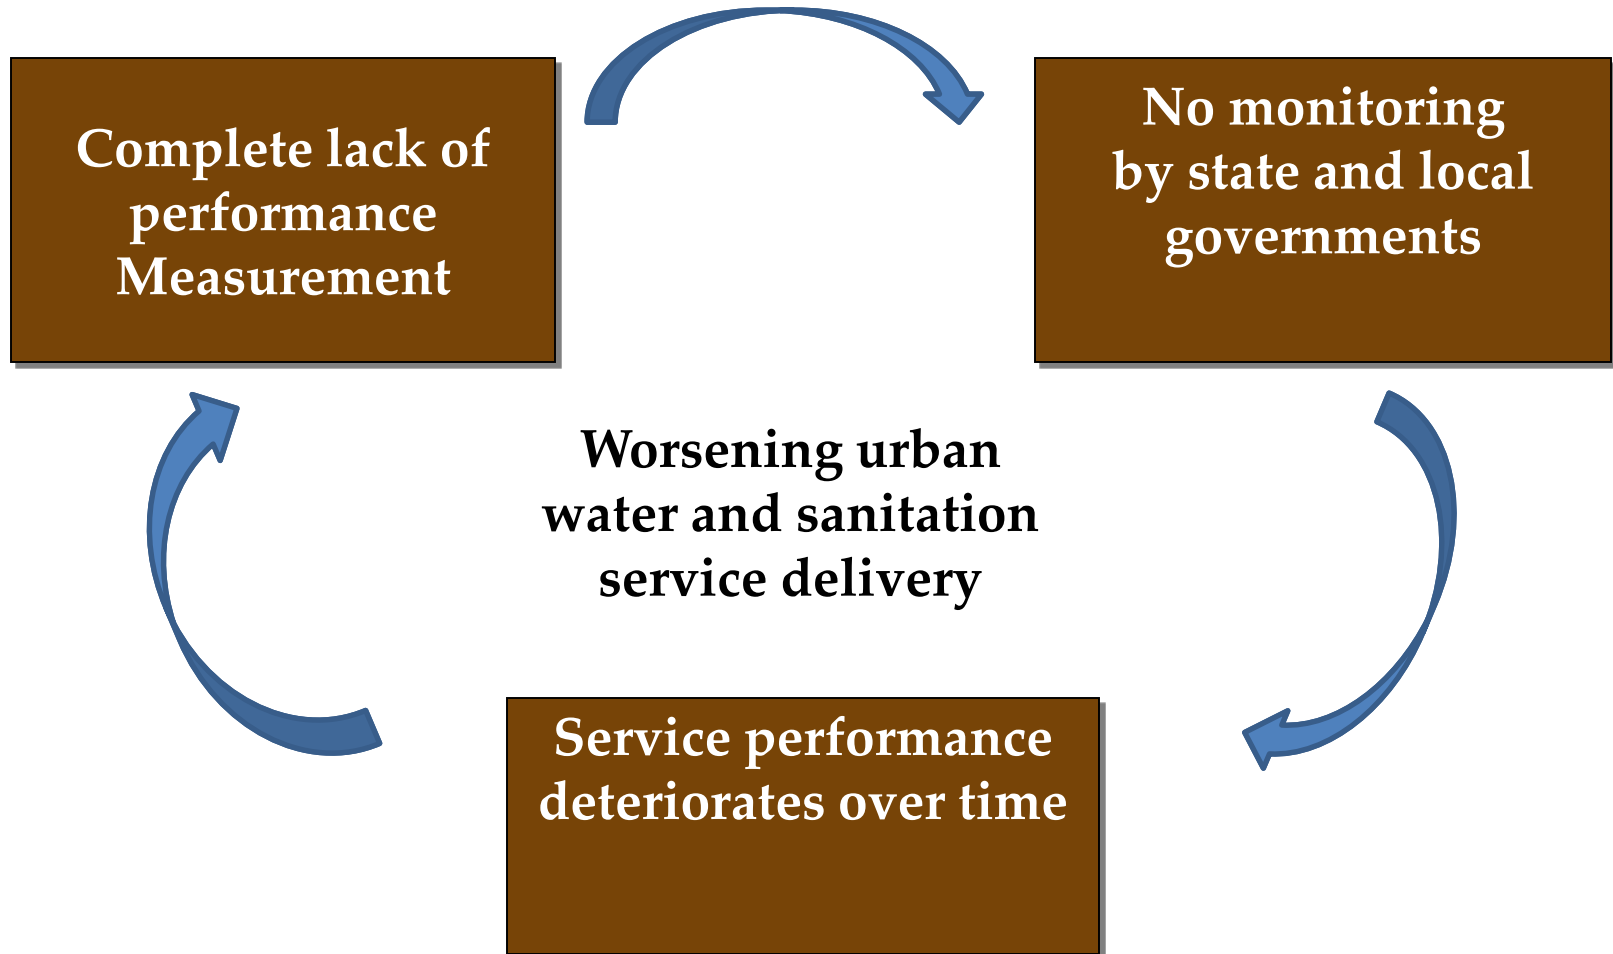 Complete lack of
performance
Measurement
No monitoring
by state and local
governments
Worsening urban
water and sanitation
service delivery
Service performance
deteriorates over time